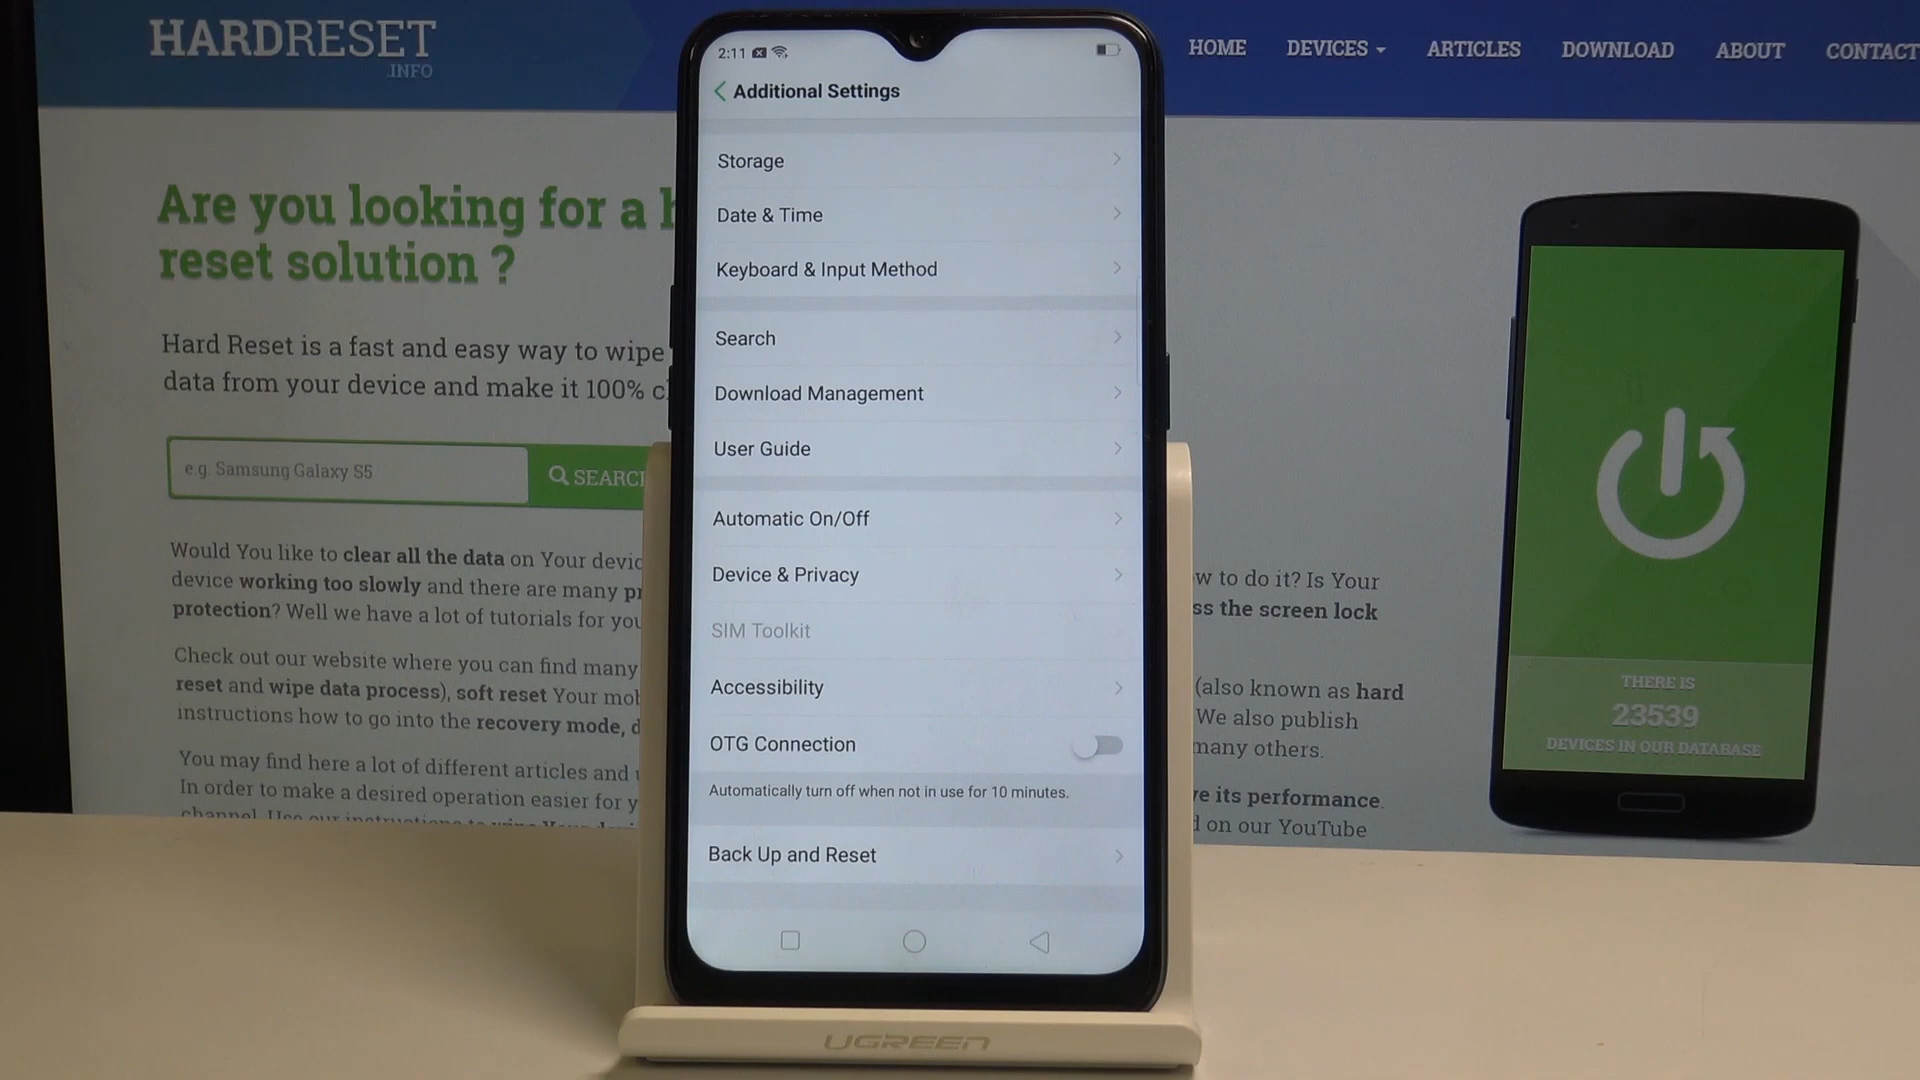 HARDRESET
.INFO
HOME DEVICES ARTICLES DOWNLOAD ABOUT CONTACT
Are you looking for a
reset solution ?
Hard Reset is a fast and easy way to wipe
data from your device and make it 100%
e.g. Samsung Galaxy S5
SEARC
Would You like to clear all the data on Your
device working too slowly and there are many
protection? Well we have a lot of tutorials for you
Check out our website where you can find many
reset and wipe data process), soft reset Your
instructions how to go into the recovery mode,
You may find here a lot of different articles and
In order to make a desired operation easier for
to do it? Is Your
the screen lock
(also known as hard
We also publish
many others.
its performance.
on our YouTube
THERE IS
23539
DEVICES IN OUR DATABASE
2:11
Additional Settings
Storage
Date & Time
Keyboard & Input Method
Search
Download Management
User Guide
Automatic On/Off
Device & Privacy
SIM Toolkit
Accessibility
OTG Connection
Automatically turn off when not in use for 10 minutes.
Back Up and Reset
UGREEN